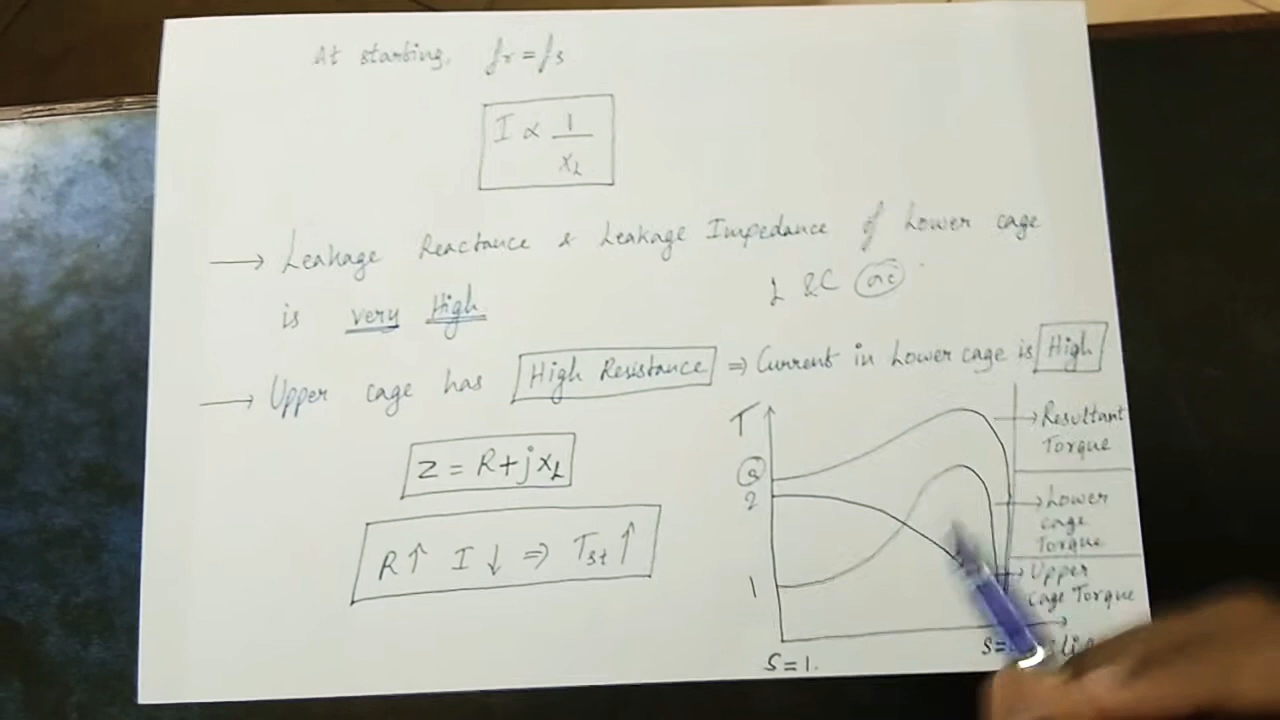 At starting, fr = fs
I ∝ 1
XL
→ Leakage Reactance & Leakage Impedance of Lower cage
is very High
→ Upper cage has High Resistance ⇒ Current in Lower cage is High
Z = R + jXL
R↑ I↓ ⇒ Tst↑
T
2
1
S=1.
→ Resultant
Torque
→ Lower
cage
Torque
→ Upper
cage Torque